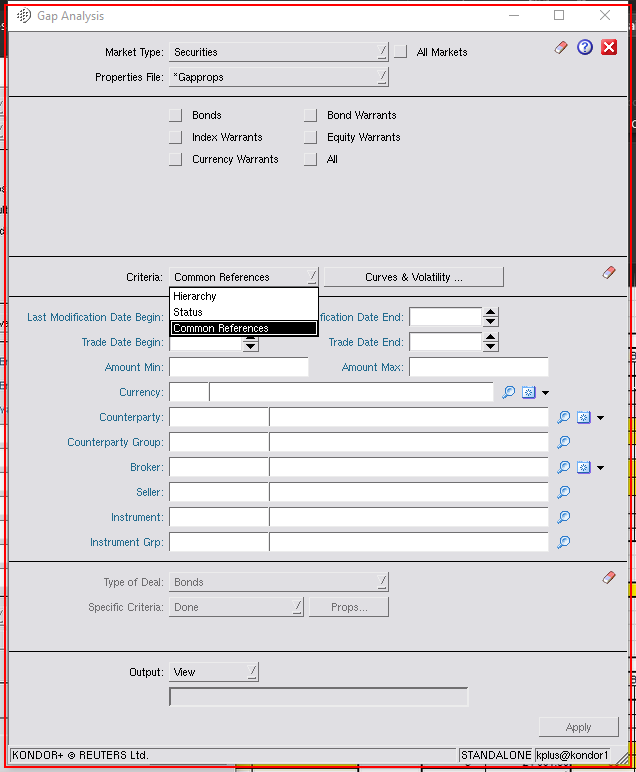 Gap Analysis
Market Type: Securities All Markets
Properties File: *Gapprops
Bonds Bond Warrants
Index Warrants Equity Warrants
Currency Warrants All
Criteria: Common References Curves & Volatility ...
Hierarchy
Status
Common References
Last Modification Date Begin: fication Date End:
Trade Date Begin: Trade Date End:
Amount Min: Amount Max:
Currency:
Counterparty:
Counterparty Group:
Broker:
Seller:
Instrument:
Instrument Grp:
Type of Deal: Bonds
Specific Criteria: Done Props...
Output: View
Apply
KONDOR+ @ REUTERS Ltd. STANDALONE kplus@kondor1